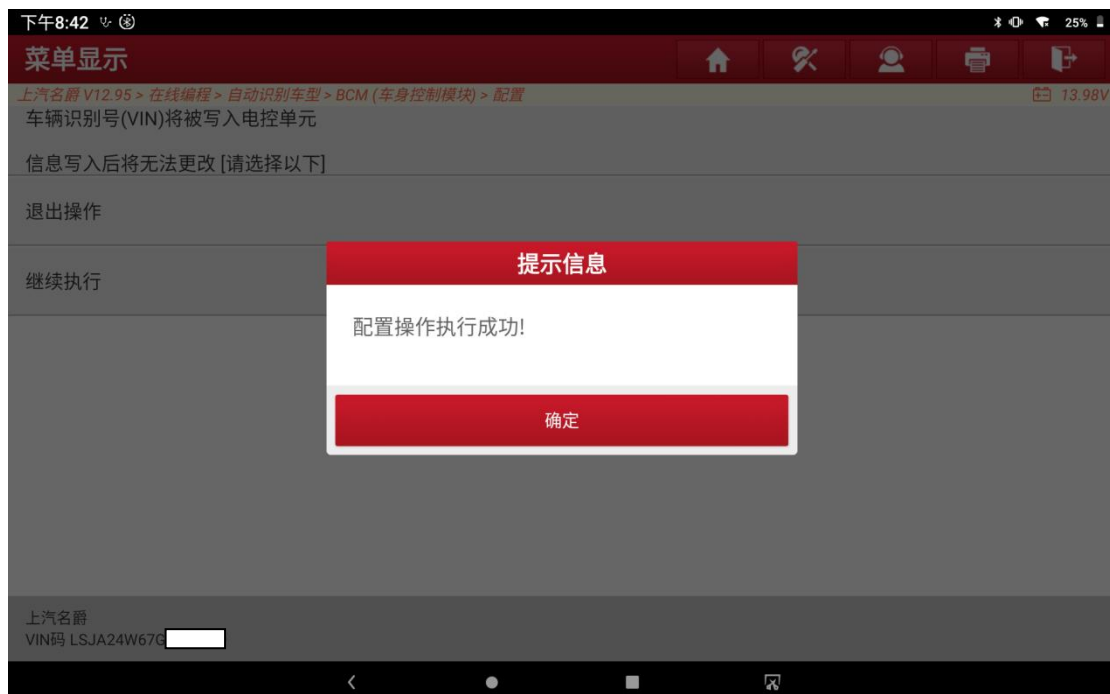 下午8:42
25%
菜单显示
上汽名爵 V12.95 > 在线编程 > 自动识别车型 > BCM (车身控制模块) > 配置
13.98V
车辆识别号(VIN)将被写入电控单元
信息写入后将无法更改 [请选择以下]
退出操作
继续执行
提示信息
配置操作执行成功!
确定
上汽名爵
VIN码 LSJA24W67G